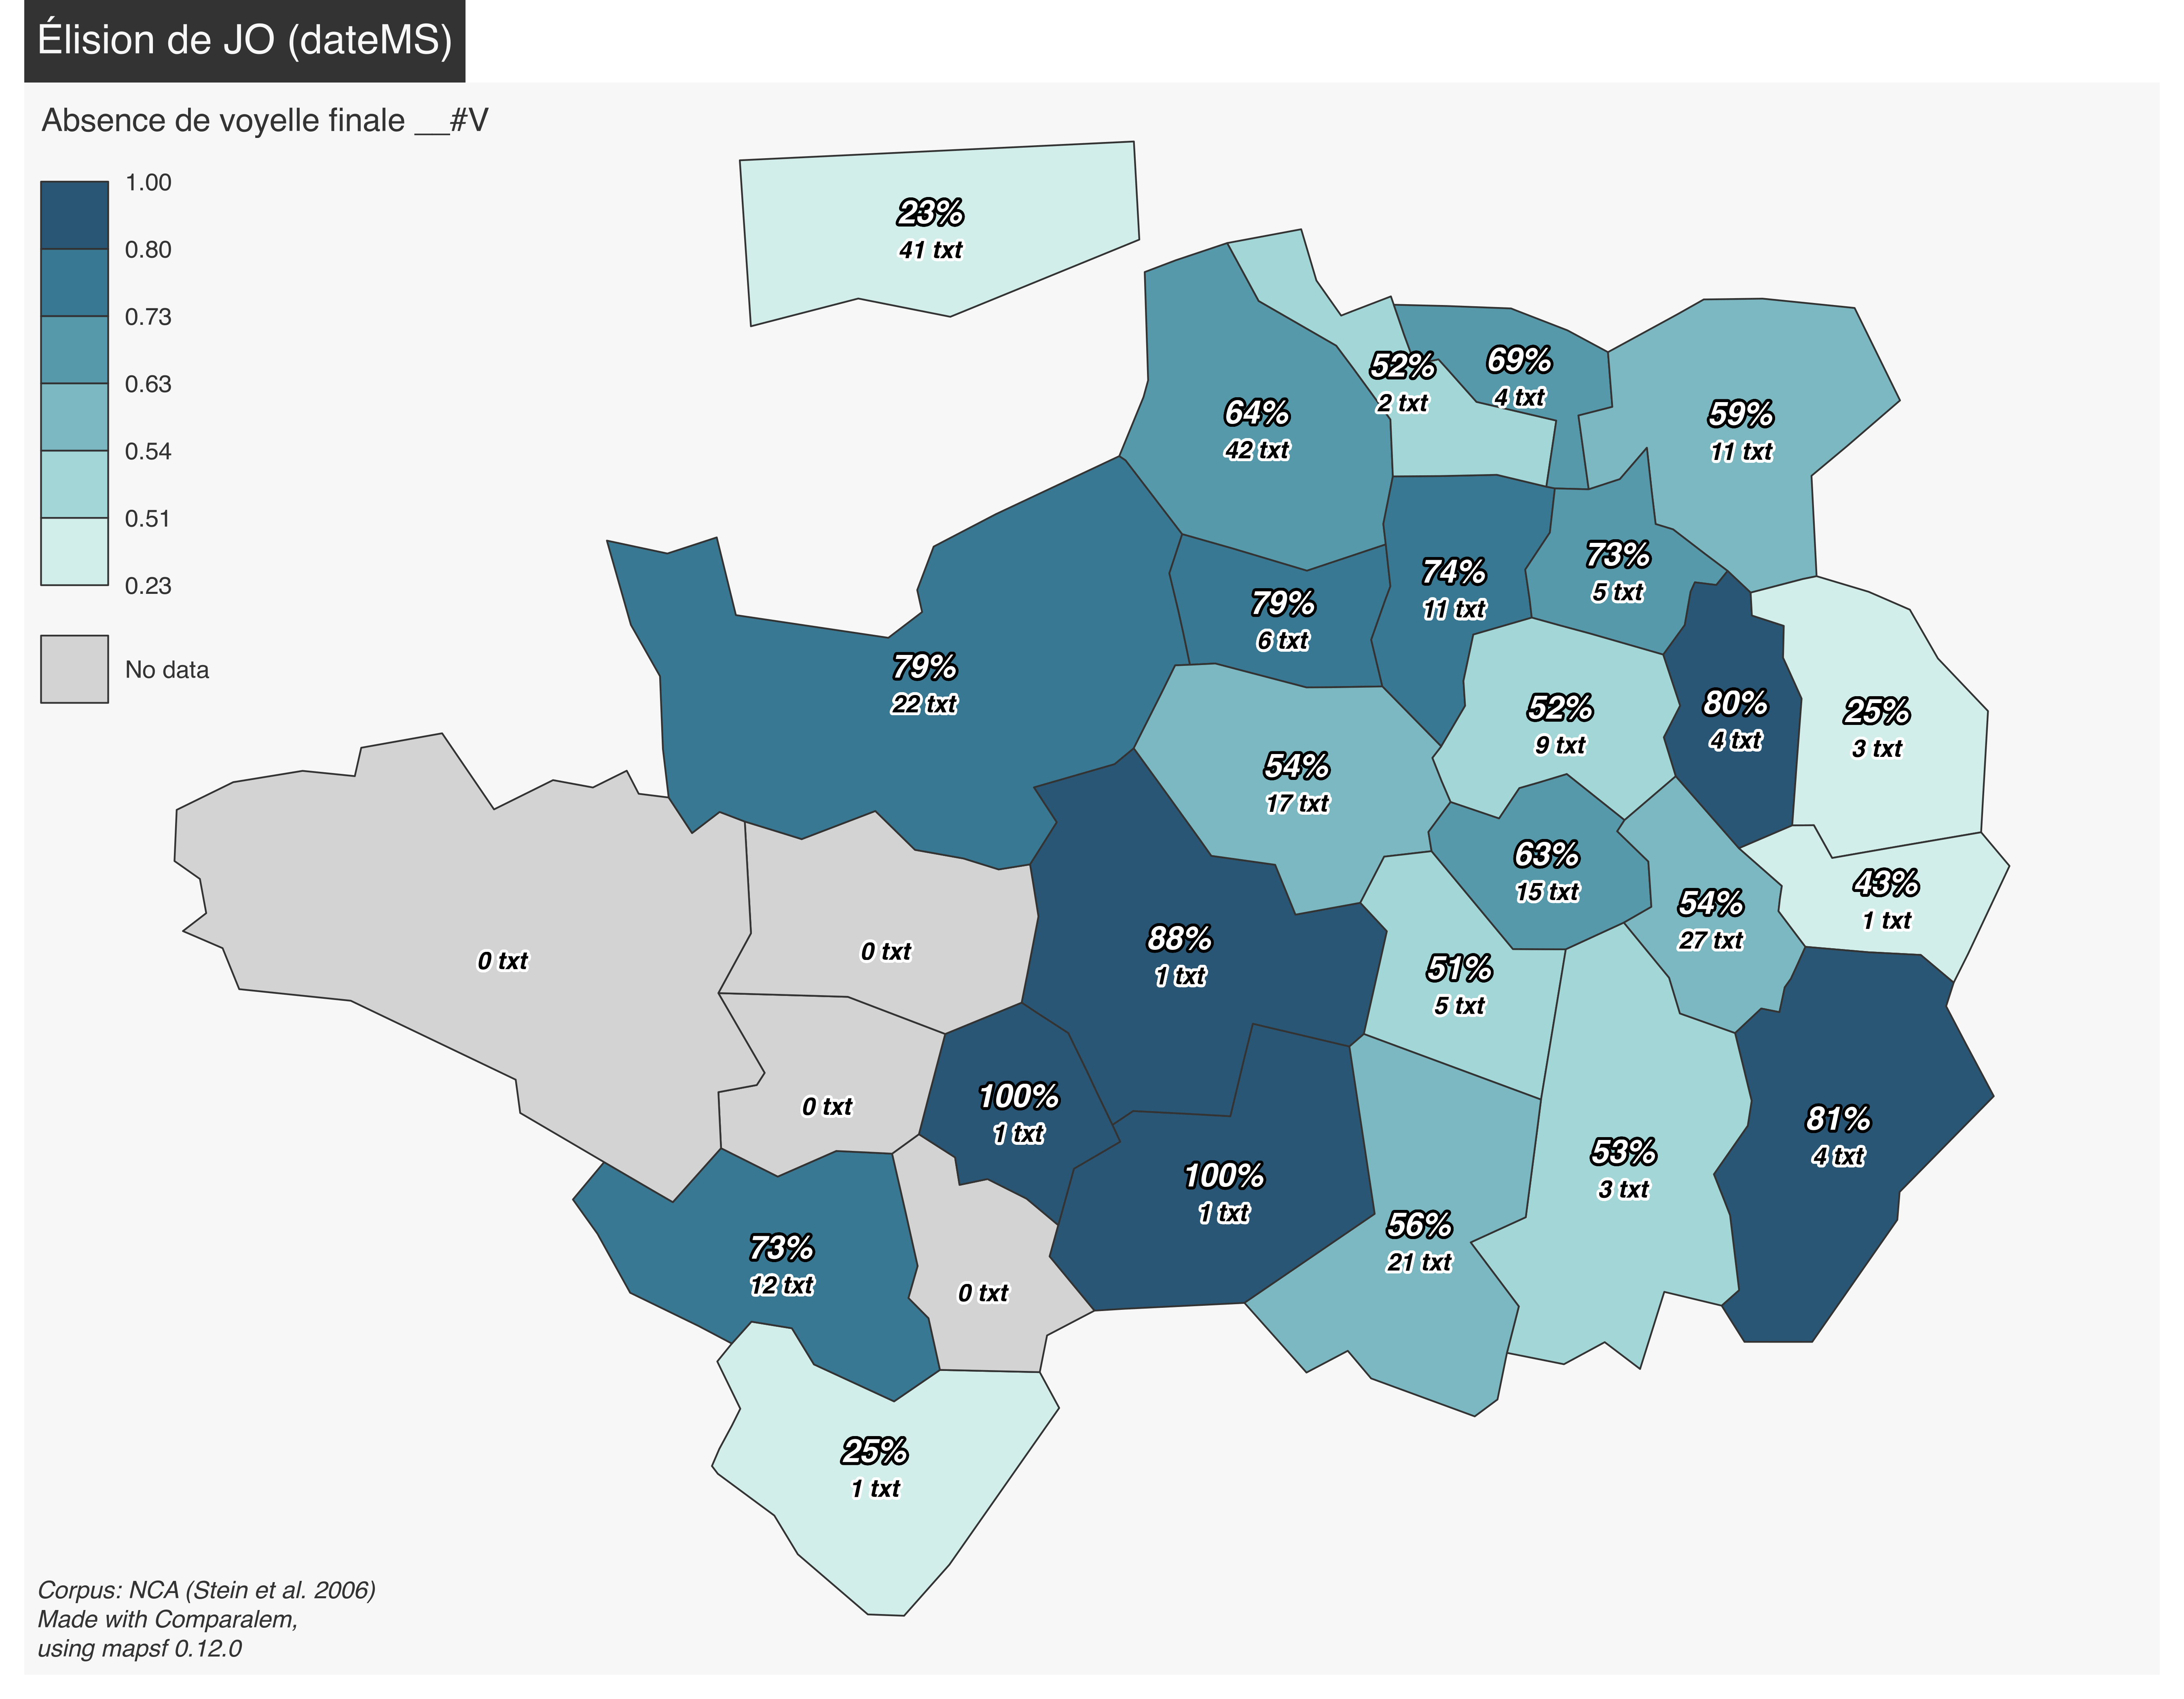 Élision de JO (dateMS)
Absence de voyelle finale __#V
1.00
0.80
0.73
0.63
0.54
0.51
0.23
No data
23%
41 txt
52%
2 txt
69%
4 txt
64%
42 txt
59%
11 txt
79%
6 txt
74%
11 txt
73%
5 txt
79%
22 txt
52%
9 txt
80%
4 txt
25%
3 txt
54%
17 txt
63%
15 txt
54%
27 txt
43%
1 txt
0 txt
0 txt
88%
1 txt
51%
5 txt
0 txt
100%
1 txt
100%
1 txt
53%
3 txt
81%
4 txt
73%
12 txt
0 txt
56%
21 txt
25%
1 txt
Corpus: NCA (Stein et al. 2006)
Made with Comparalem,
using mapsf 0.12.0